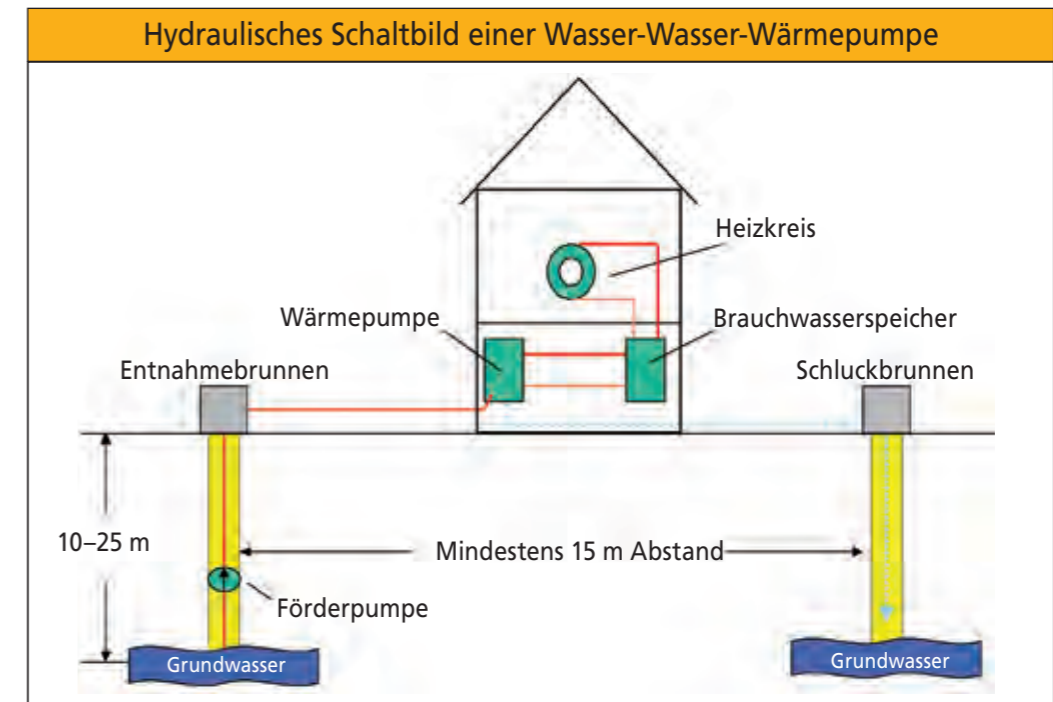 Hydraulisches Schaltbild einer Wasser-Wasser-Wärmepumpe
Heizkreis
Wärmepumpe
Brauchwasserspeicher
Entnahmebrunnen
Schluckbrunnen
10–25 m
Mindestens 15 m Abstand
Förderpumpe
Grundwasser
Grundwasser